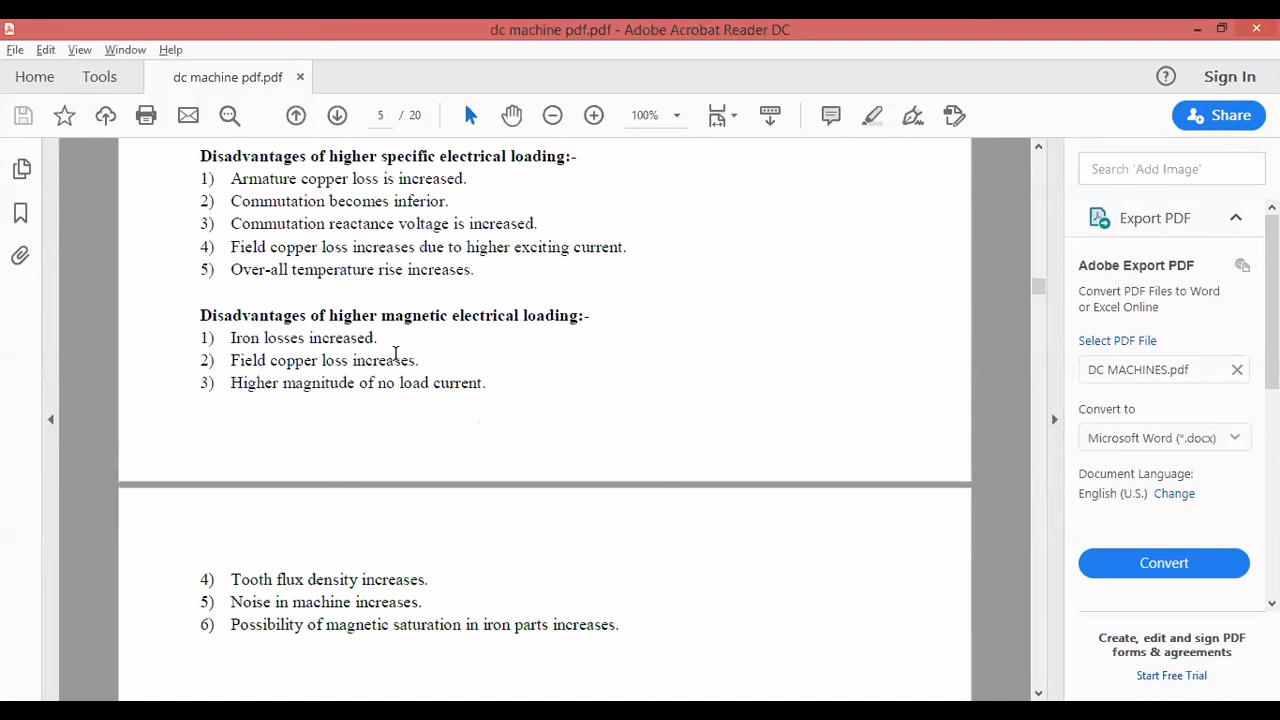 dc machine pdf.pdf - Adobe Acrobat Reader DC
File Edit View Window Help
Home Tools dc machine pdf.pdf × Sign In
5 / 20 100% Share
Disadvantages of higher specific electrical loading:-
1) Armature copper loss is increased.
2) Commutation becomes inferior.
3) Commutation reactance voltage is increased.
4) Field copper loss increases due to higher exciting current.
5) Over-all temperature rise increases.
Disadvantages of higher magnetic electrical loading:-
1) Iron losses increased.
2) Field copper loss increases.
3) Higher magnitude of no load current.
4) Tooth flux density increases.
5) Noise in machine increases.
6) Possibility of magnetic saturation in iron parts increases.
Search 'Add Image'
Export PDF
Adobe Export PDF
Convert PDF Files to Word
or Excel Online
Select PDF File
DC MACHINES.pdf
Convert to
Microsoft Word (*.docx)
Document Language:
English (U.S.) Change
Convert
Create, edit and sign PDF
forms & agreements
Start Free Trial